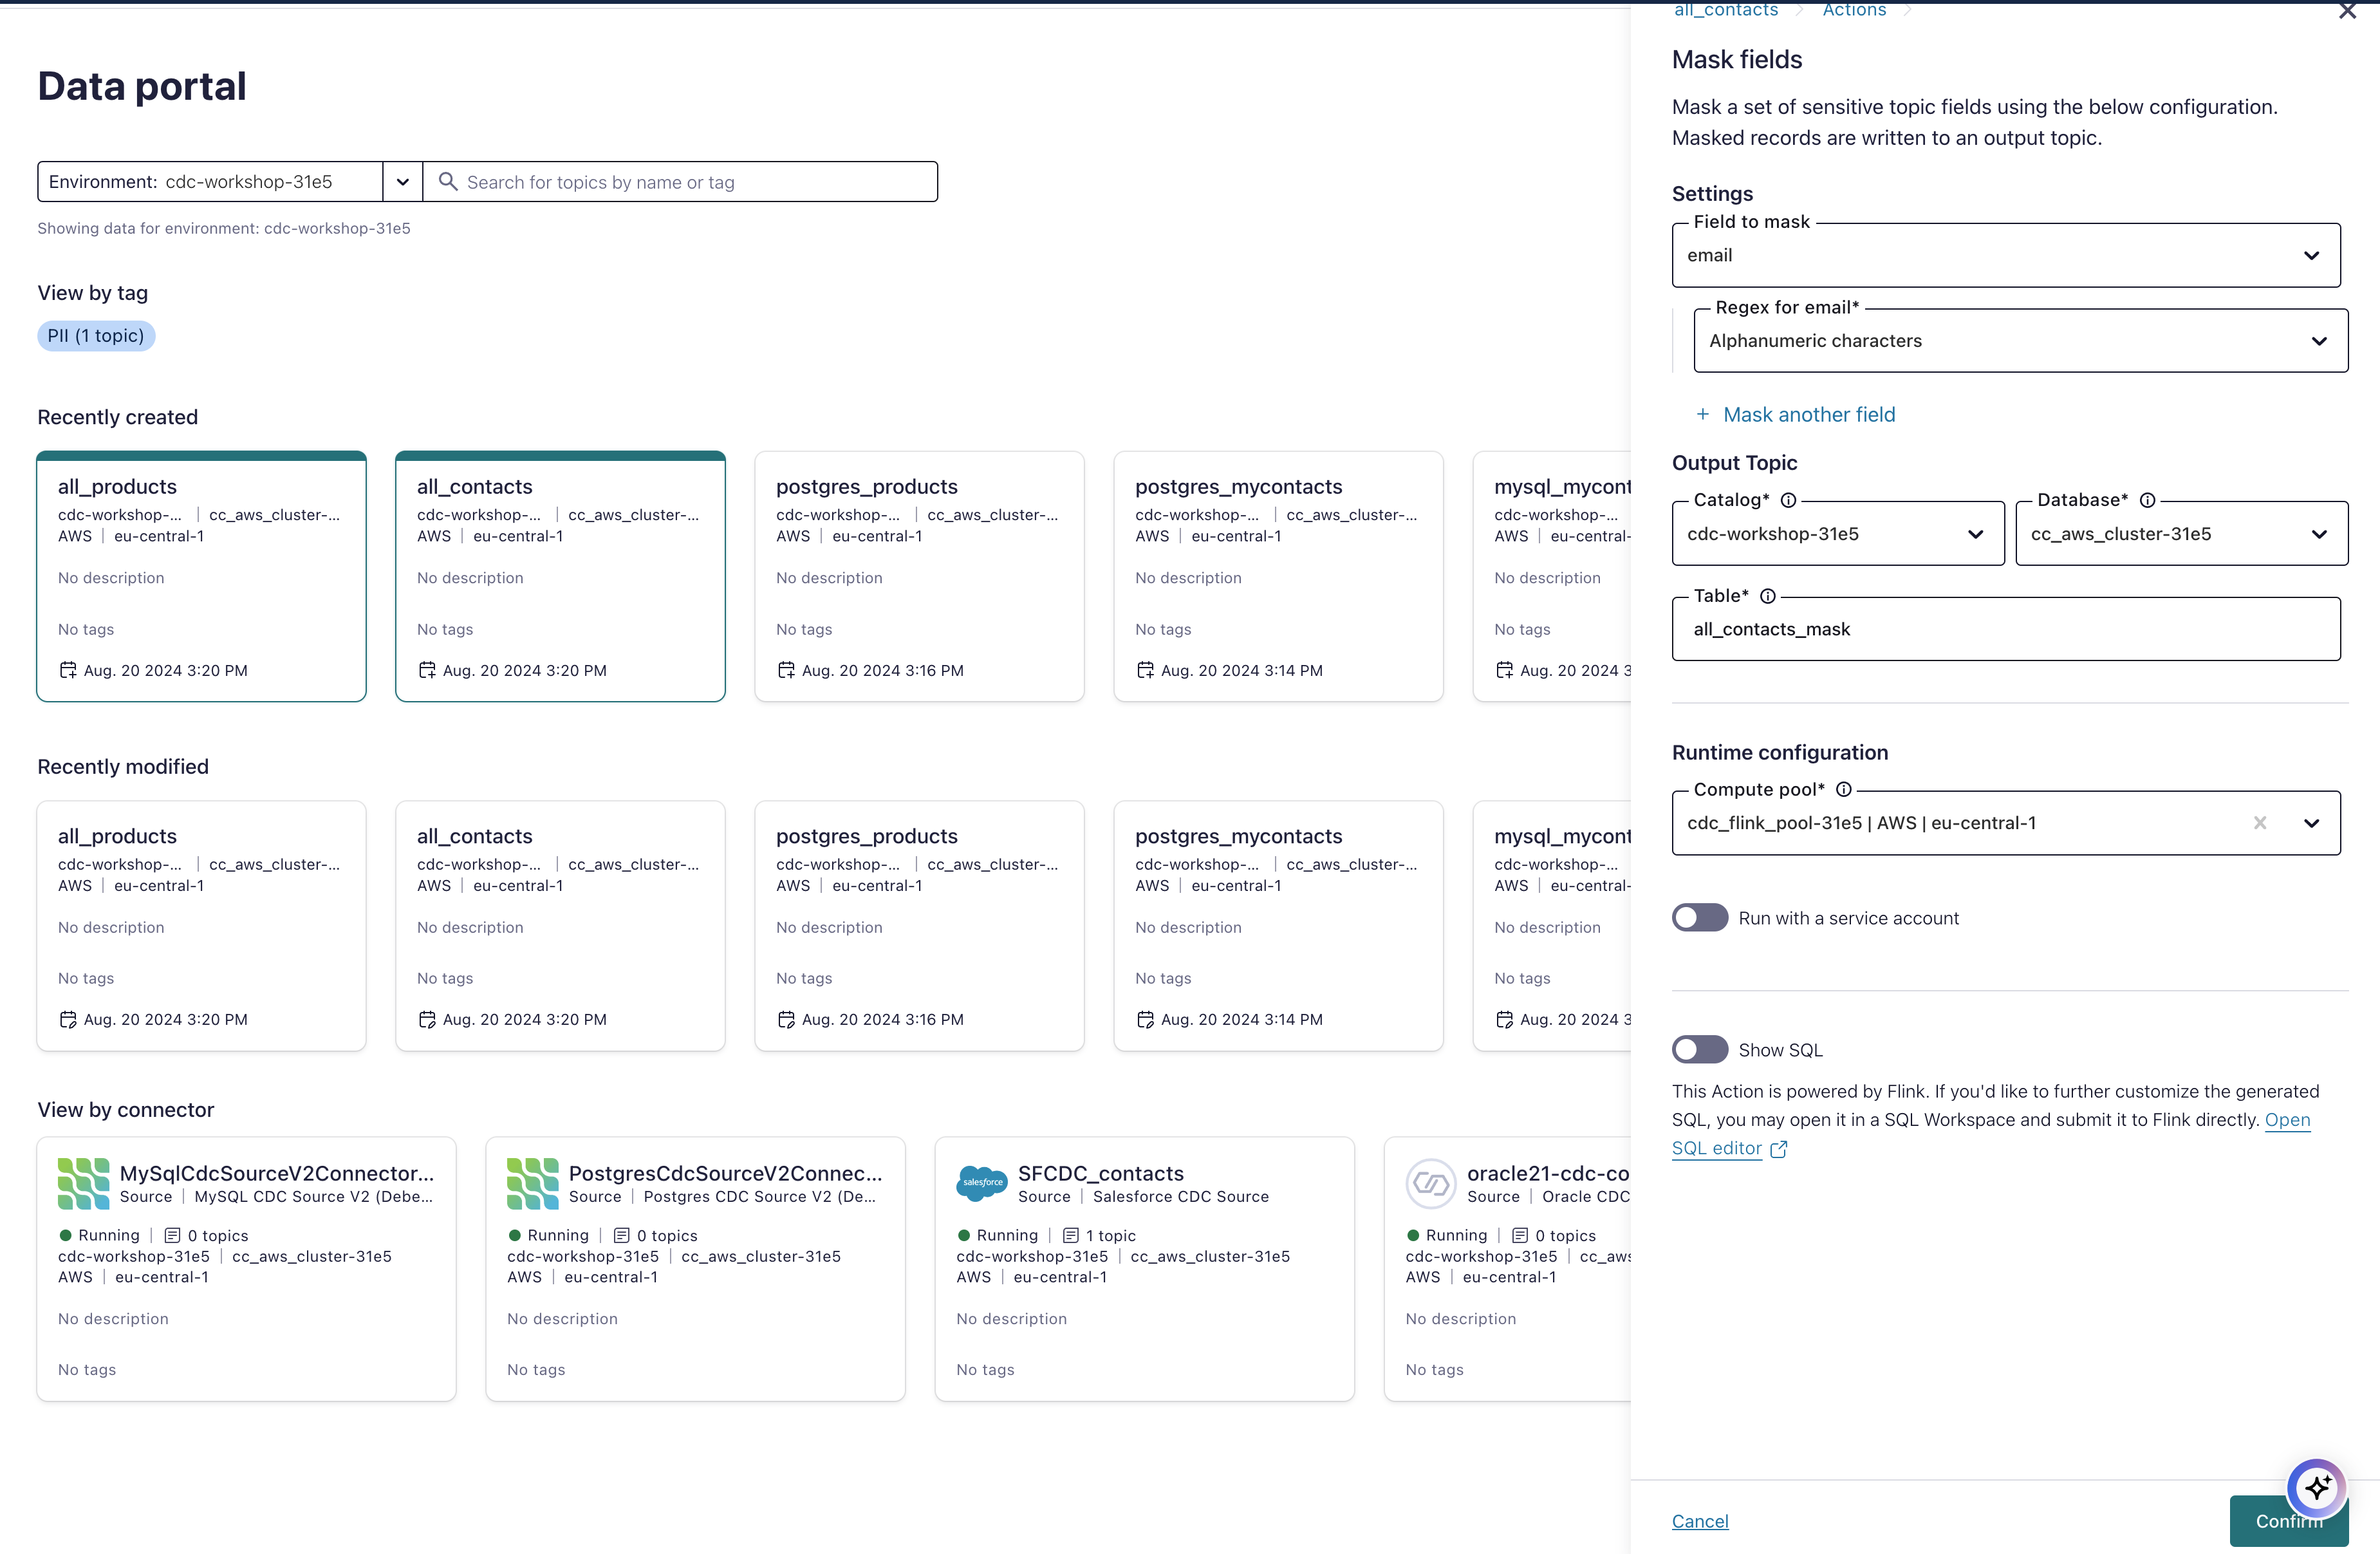 Data portal
Environment: cdc-workshop-31e5
Search for topics by name or tag
Showing data for environment: cdc-workshop-31e5
View by tag
PII (1 topic)
Recently created
all_products
cdc-workshop-... | cc_aws_cluster-...
AWS | eu-central-1
No description
No tags
Aug. 20 2024 3:20 PM
all_contacts
cdc-workshop-... | cc_aws_cluster-...
AWS | eu-central-1
No description
No tags
Aug. 20 2024 3:20 PM
postgres_products
cdc-workshop-... | cc_aws_cluster-...
AWS | eu-central-1
No description
No tags
Aug. 20 2024 3:16 PM
postgres_mycontacts
cdc-workshop-... | cc_aws_cluster-...
AWS | eu-central-1
No description
No tags
Aug. 20 2024 3:14 PM
mysql_mycont
cdc-workshop-...
AWS | eu-central-
No description
No tags
Aug. 20 2024 3
Recently modified
all_products
cdc-workshop-... | cc_aws_cluster-...
AWS | eu-central-1
No description
No tags
Aug. 20 2024 3:20 PM
all_contacts
cdc-workshop-... | cc_aws_cluster-...
AWS | eu-central-1
No description
No tags
Aug. 20 2024 3:20 PM
postgres_products
cdc-workshop-... | cc_aws_cluster-...
AWS | eu-central-1
No description
No tags
Aug. 20 2024 3:16 PM
postgres_mycontacts
cdc-workshop-... | cc_aws_cluster-...
AWS | eu-central-1
No description
No tags
Aug. 20 2024 3:14 PM
mysql_mycont
cdc-workshop-...
AWS | eu-central-
No description
No tags
Aug. 20 2024 3
View by connector
MySqlCdcSourceV2Connector...
Source | MySQL CDC Source V2 (Debe...
Running | 0 topics
cdc-workshop-31e5 | cc_aws_cluster-31e5
AWS | eu-central-1
No description
No tags
PostgresCdcSourceV2Connec...
Source | Postgres CDC Source V2 (De...
Running | 0 topics
cdc-workshop-31e5 | cc_aws_cluster-31e5
AWS | eu-central-1
No description
No tags
salesforce
SFCDC_contacts
Source | Salesforce CDC Source
Running | 1 topic
cdc-workshop-31e5 | cc_aws_cluster-31e5
AWS | eu-central-1
No description
No tags
oracle21-cdc-co
Source | Oracle CDC
Running | 0 topics
cdc-workshop-31e5 | cc_aws
AWS | eu-central-1
No description
No tags
all_contacts > Actions >
Mask fields
Mask a set of sensitive topic fields using the below configuration.
Masked records are written to an output topic.
Settings
Field to mask
email
Regex for email*
Alphanumeric characters
+ Mask another field
Output Topic
Catalog*
cdc-workshop-31e5
Database*
cc_aws_cluster-31e5
Table*
all_contacts_mask
Runtime configuration
Compute pool*
cdc_flink_pool-31e5 | AWS | eu-central-1
Run with a service account
Show SQL
This Action is powered by Flink. If you'd like to further customize the generated
SQL, you may open it in a SQL Workspace and submit it to Flink directly. Open
SQL editor
Cancel
Confirm